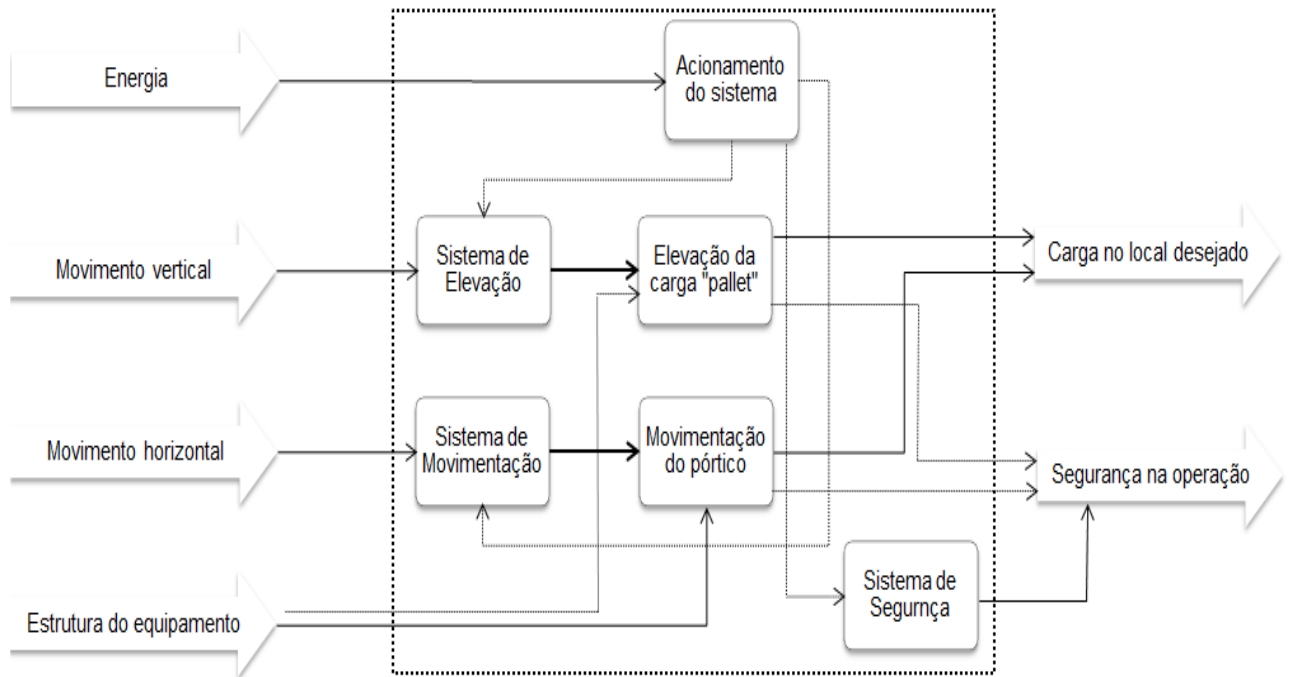 Energia
Acionamento
do sistema
Movimento vertical
Sistema de
Elevação
Elevação da
carga "pallet"
Carga no local desejado
Movimento horizontal
Sistema de
Movimentação
Movimentação
do pórtico
Segurança na operação
Estrutura do equipamento
Sistema de
Segurnça